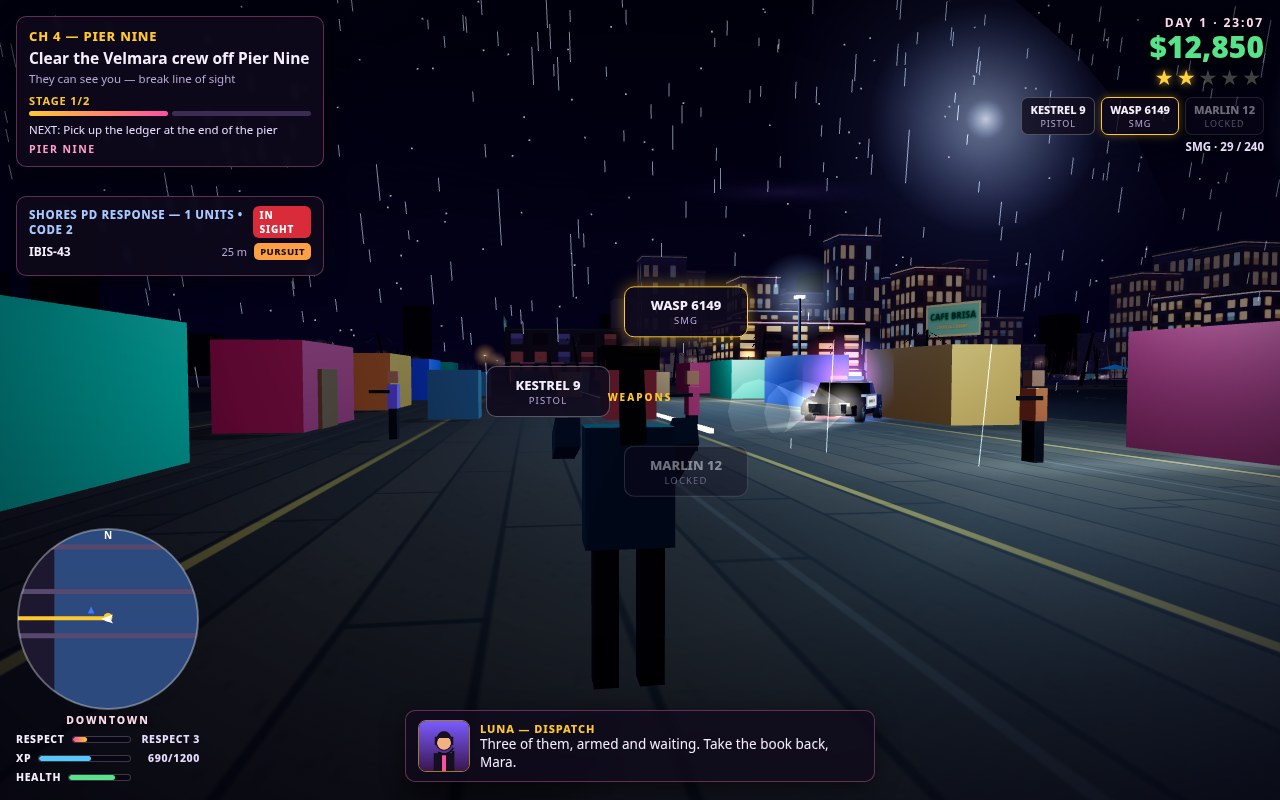 CH 4 — PIER NINE
Clear the Velmara crew off Pier Nine
They can see you — break line of sight
STAGE 1/2
NEXT: Pick up the ledger at the end of the pier
PIER NINE
SHORES PD RESPONSE — 1 UNITS •
CODE 2
IN
SIGHT
IBIS-43
25 m
PURSUIT
DAY 1 · 23:07
$12,850
KESTREL 9
PISTOL
WASP 6149
SMG
MARLIN 12
LOCKED
SMG · 29 / 240
WASP 6149
SMG
KESTREL 9
PISTOL
WEAPONS
MARLIN 12
LOCKED
CAFE BRISA
N
DOWNTOWN
RESPECT
RESPECT 3
XP
690/1200
HEALTH
LUNA — DISPATCH
Three of them, armed and waiting. Take the book back,
Mara.